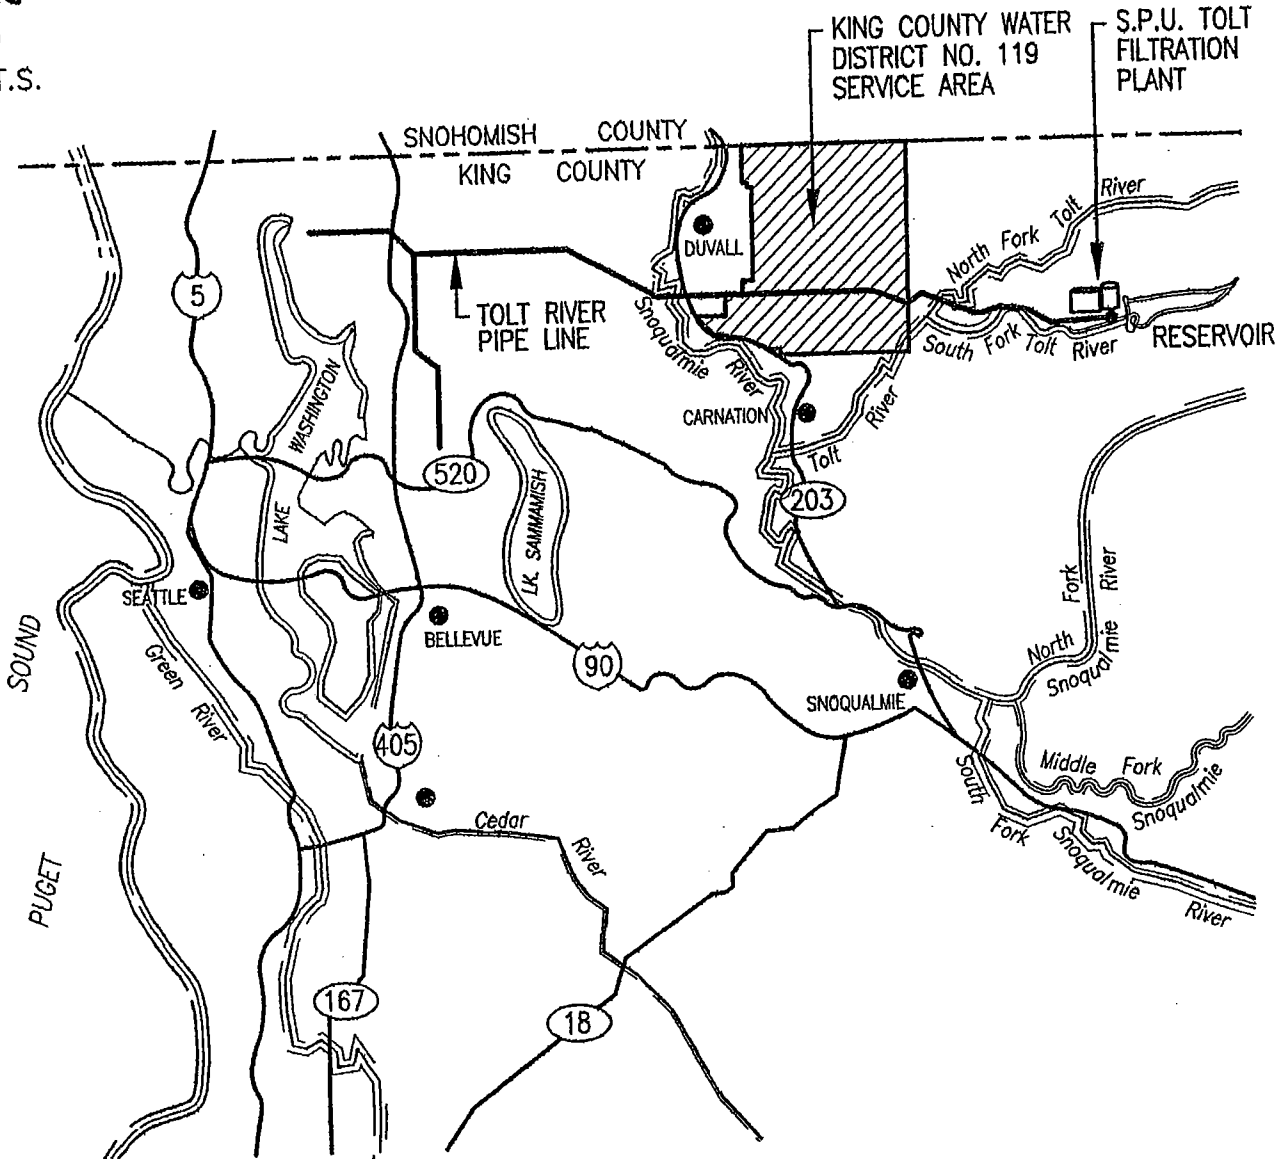 T.S.
KING COUNTY WATER
DISTRICT NO. 119
SERVICE AREA
S.P.U. TOLT
FILTRATION
PLANT
SNOHOMISH COUNTY
KING COUNTY
North Fork Tolt River
DUVALL
5
TOLT RIVER
PIPE LINE
Snoqualmie River
South Fork Tolt River
RESERVOIR
LAKE WASHINGTON
CARNATION
Tolt River
520
203
LK. SAMMAMISH
SEATTLE
BELLEVUE
90
North Fork
Snoqualmie River
SNOQUALMIE
PUGET SOUND
Green River
405
Middle Fork
Snoqualmie
South Fork
Snoqualmie River
Cedar River
167
18